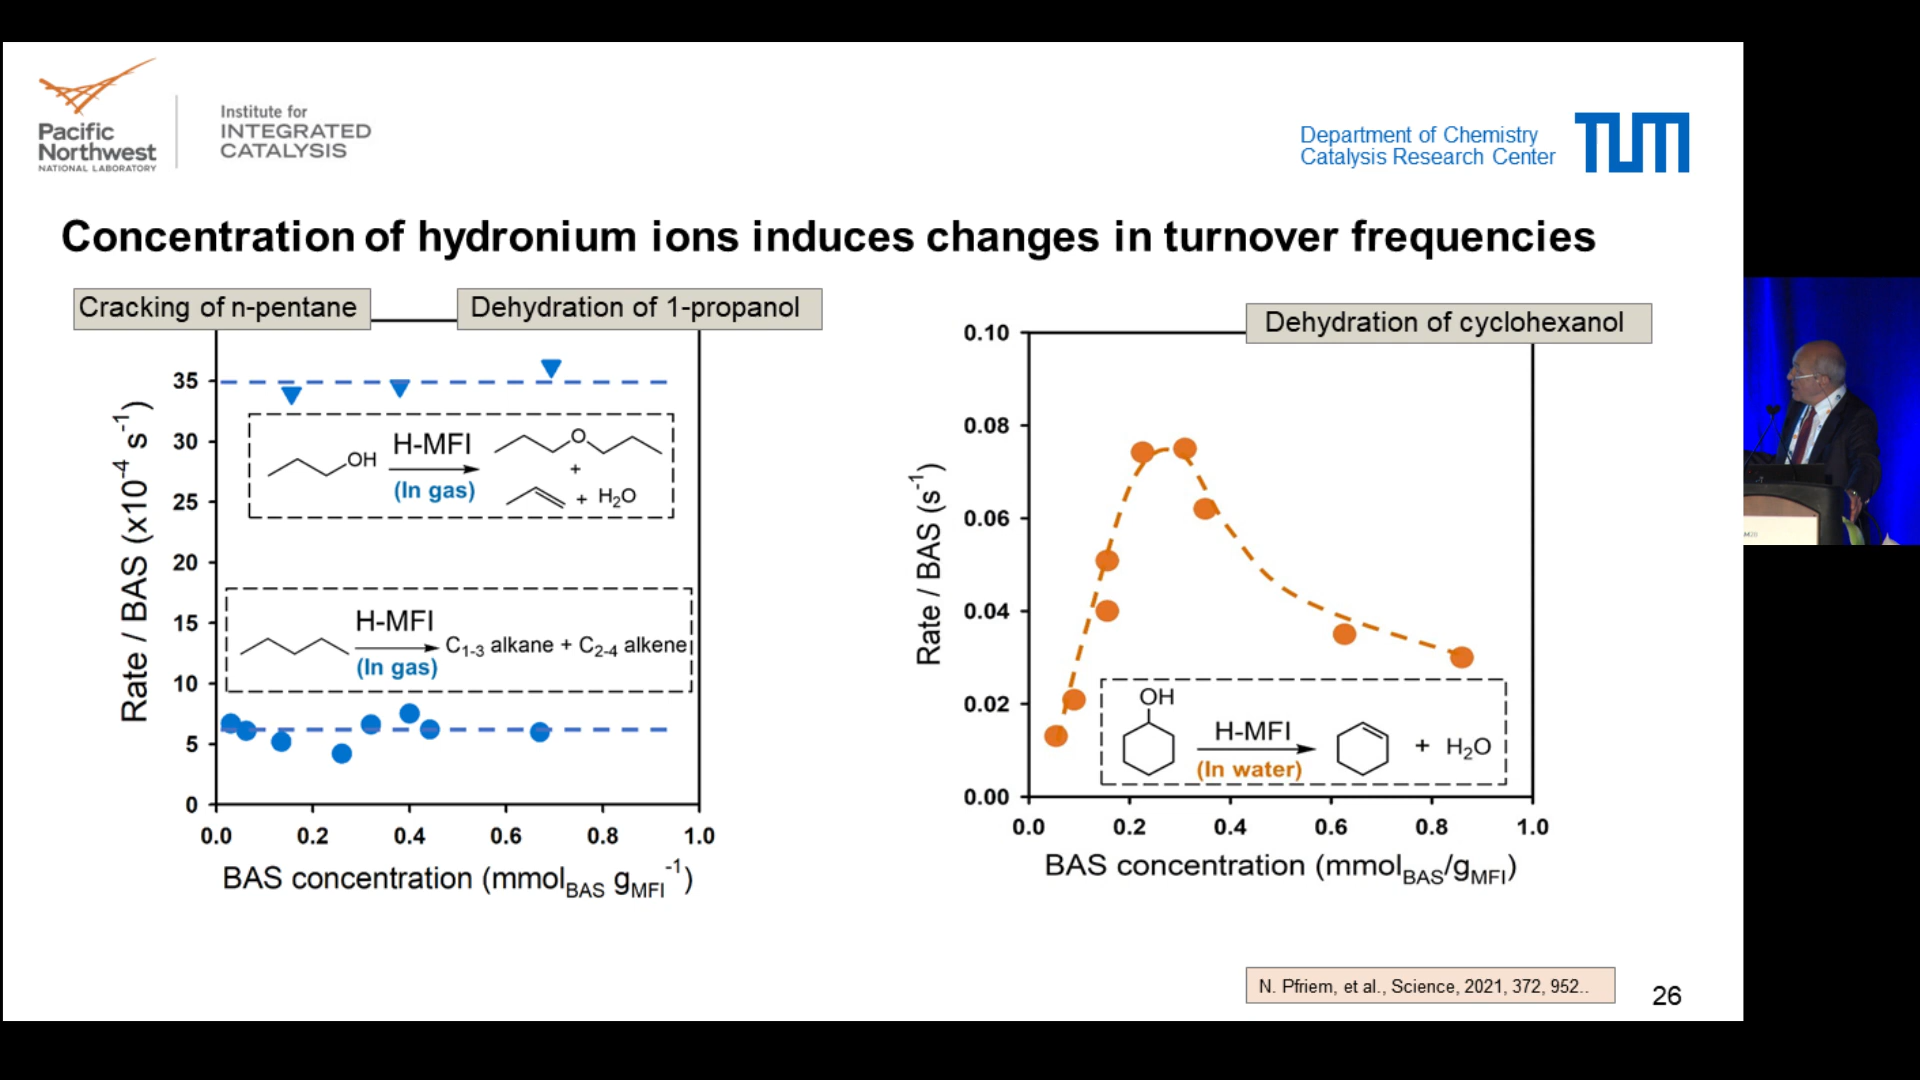 Pacific
Northwest
NATIONAL LABORATORY
Institute for
INTEGRATED
CATALYSIS
Department of Chemistry
Catalysis Research Center
TUM
Concentration of hydronium ions induces changes in turnover frequencies
Cracking of n-pentane
Dehydration of 1-propanol
Rate / BAS (x10⁻⁴ s⁻¹)
35
30
25
20
15
10
5
0
OH
H-MFI
(In gas)
O
+
+ H₂O
H-MFI
(In gas)
C₁₋₃ alkane + C₂₋₄ alkene
0.0 0.2 0.4 0.6 0.8 1.0
BAS concentration (mmol_BAS g_MFI⁻¹)
Dehydration of cyclohexanol
Rate / BAS (s⁻¹)
0.10
0.08
0.06
0.04
0.02
0.00
OH
H-MFI
(In water)
+ H₂O
0.0 0.2 0.4 0.6 0.8 1.0
BAS concentration (mmol_BAS/g_MFI)
N. Pfriem, et al., Science, 2021, 372, 952..
26